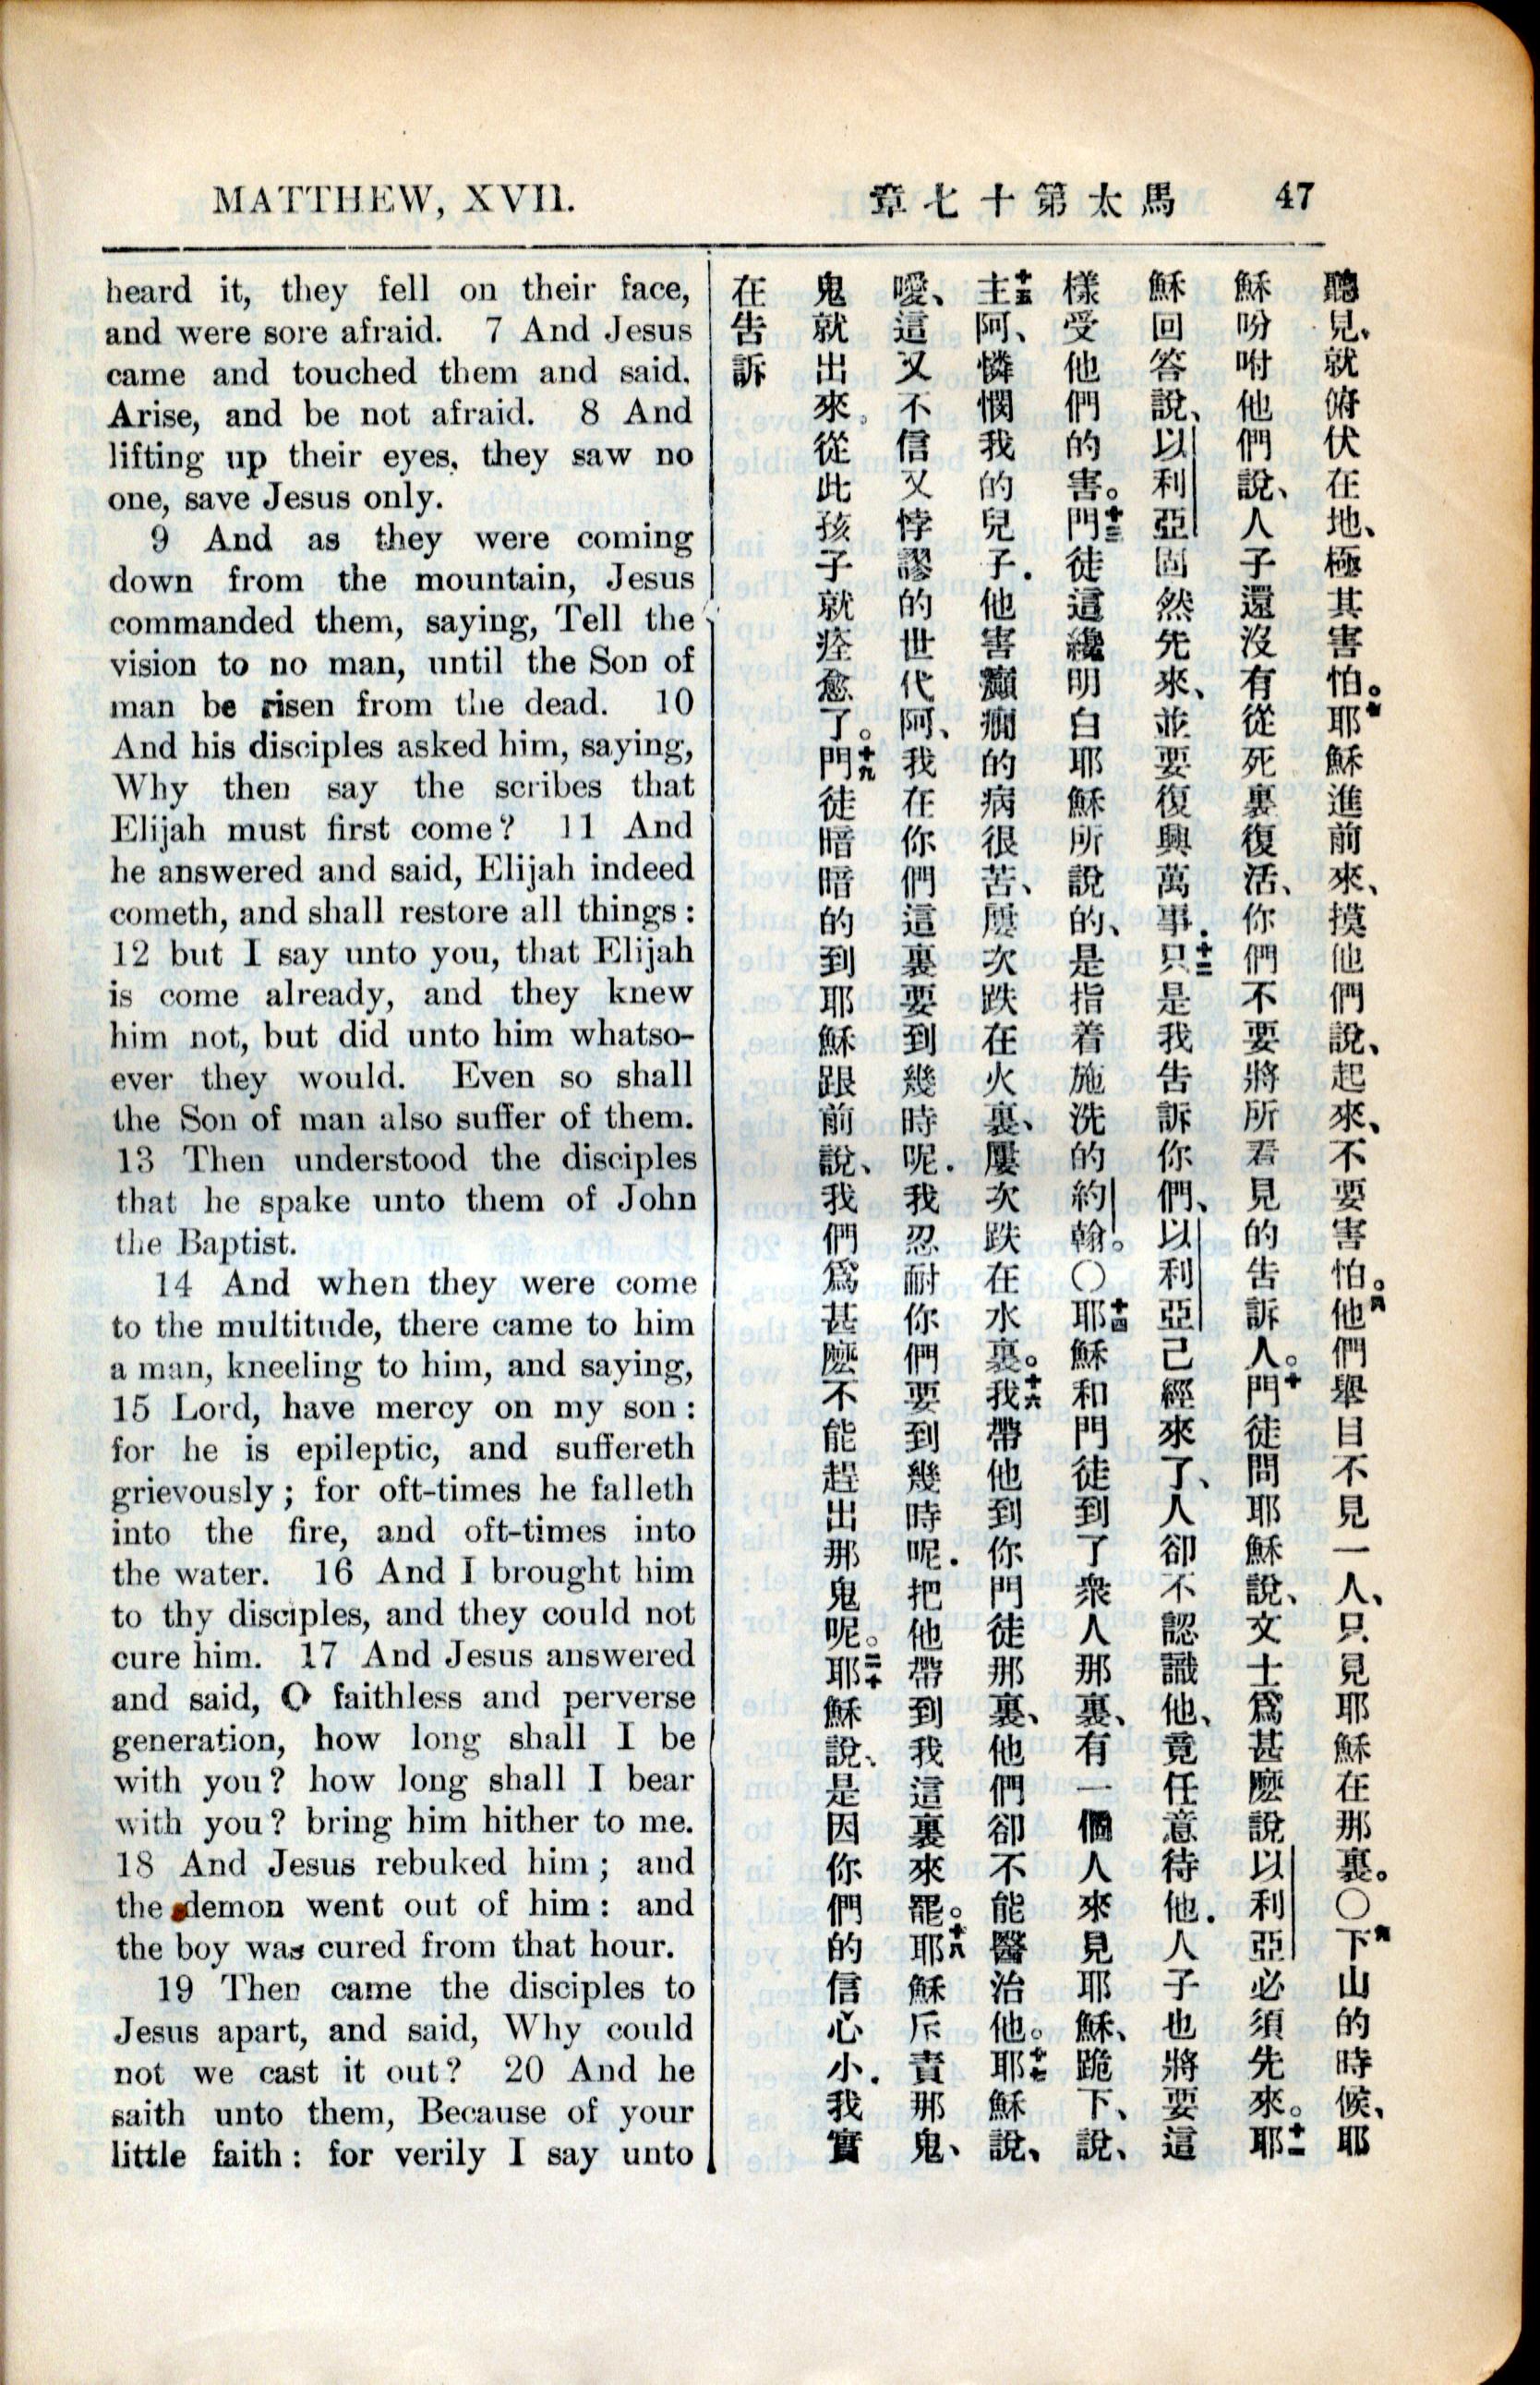 MATTHEW, XVII.
章七十第太馬 47
heard it, they fell on their face,
and were sore afraid. 7 And Jesus
came and touched them and said,
Arise, and be not afraid. 8 And
lifting up their eyes, they saw no
one, save Jesus only.
9 And as they were coming
down from the mountain, Jesus
commanded them, saying, Tell the
vision to no man, until the Son of
man be risen from the dead. 10
And his disciples asked him, saying,
Why then say the scribes that
Elijah must first come? 11 And
he answered and said, Elijah indeed
cometh, and shall restore all things:
12 but I say unto you, that Elijah
is come already, and they knew
him not, but did unto him whatso-
ever they would. Even so shall
the Son of man also suffer of them.
13 Then understood the disciples
that he spake unto them of John
the Baptist.
14 And when they were come
to the multitude, there came to him
a man, kneeling to him, and saying,
15 Lord, have mercy on my son:
for he is epileptic, and suffereth
grievously; for oft-times he falleth
into the fire, and oft-times into
the water. 16 And I brought him
to thy disciples, and they could not
cure him. 17 And Jesus answered
and said, O faithless and perverse
generation, how long shall I be
with you? how long shall I bear
with you? bring him hither to me.
18 And Jesus rebuked him; and
the demon went out of him: and
the boy was cured from that hour.
19 Then came the disciples to
Jesus apart, and said, Why could
not we cast it out? 20 And he
saith unto them, Because of your
little faith: for verily I say unto
聽見、就俯伏在地、極其害怕。七耶穌進前來、摸他們說、起來、不要害怕。八他們舉目不見一人、只見耶穌在那裏。〇九下山的時候、耶
穌吩咐他們說、人子還沒有從死裏復活、你們不要將所看見的告訴人。十門徒問耶穌說、文士爲甚麼說以利亞必須先來。十一耶
穌回答說、以利亞固然先來、並要復興萬事．十二只是我告訴你們、以利亞已經來了、人卻不認識他、竟任意待他．人子也將要這
樣受他們的害。十三門徒這纔明白耶穌所說的、是指着施洗的約翰。〇十四耶穌和門徒到了衆人那裏、有一個人來見耶穌、跪下、說、
十五主阿、憐憫我的兒子．他害癲癇的病很苦、屢次跌在火裏、屢次跌在水裏。十六我帶他到你門徒那裏、他們卻不能醫治他。十七耶穌說、
噯、這又不信又悖謬的世代阿、我在你們這裏要到幾時呢．我忍耐你們要到幾時呢．把他帶到我這裏來罷。十八耶穌斥責那鬼、
鬼就出來。從此孩子就痊愈了。十九門徒暗暗的到耶穌跟前說、我們爲甚麼不能趕出那鬼呢。二十耶穌說、是因你們的信心小．我實
在告訴